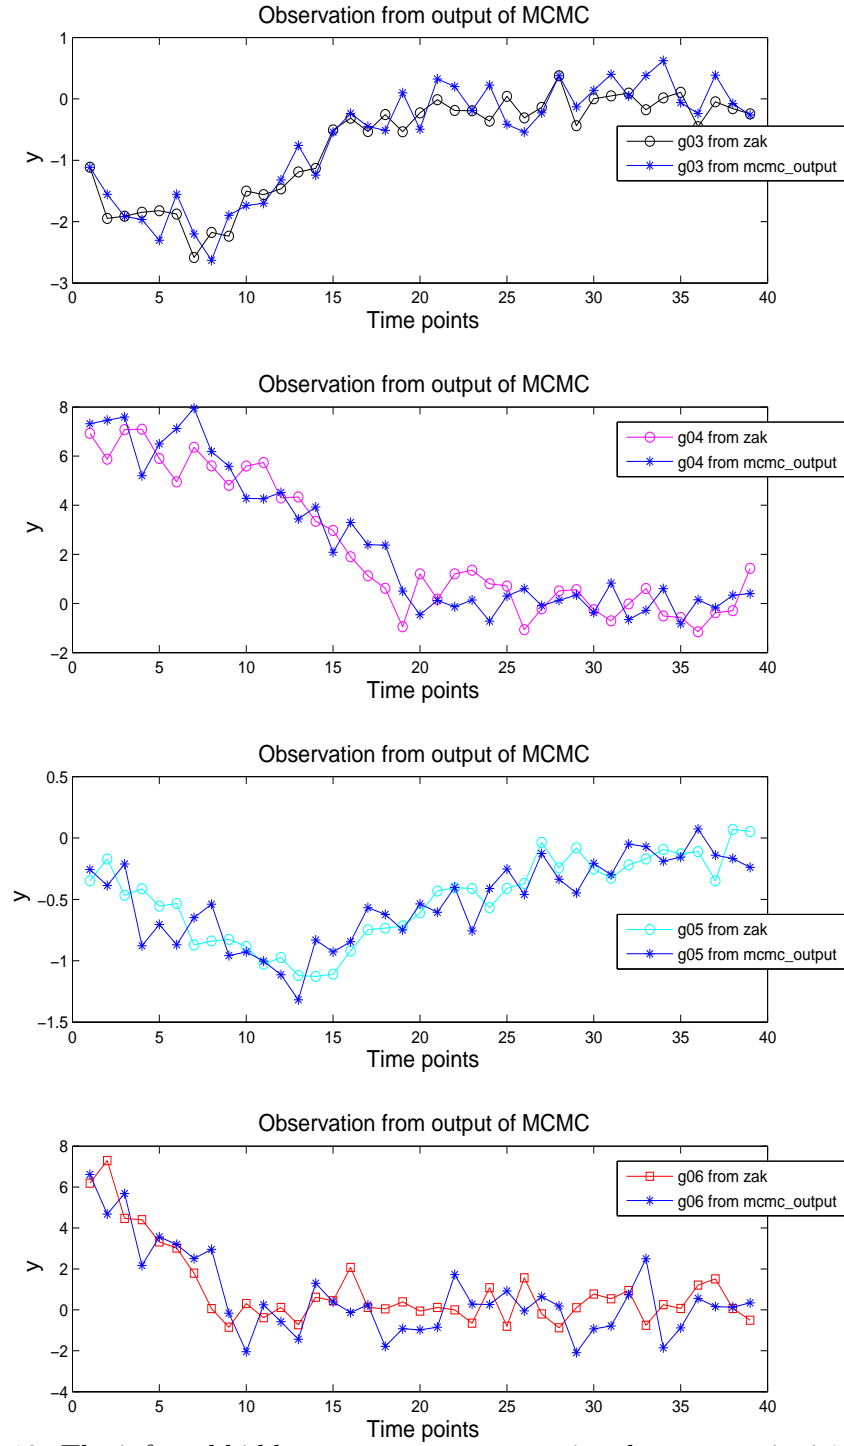 Observation from output of MCMC
1
0
−1
−2
−3
y
0 5 10 15 20 25 30 35 40
Time points
g03 from zak
g03 from mcmc_output
Observation from output of MCMC
8
6
4
2
0
−2
y
0 5 10 15 20 25 30 35 40
Time points
g04 from zak
g04 from mcmc_output
Observation from output of MCMC
0.5
0
−0.5
−1
−1.5
y
0 5 10 15 20 25 30 35 40
Time points
g05 from zak
g05 from mcmc_output
Observation from output of MCMC
8
6
4
2
0
−2
−4
y
0 5 10 15 20 25 30 35 40
Time points
g06 from zak
g06 from mcmc_output